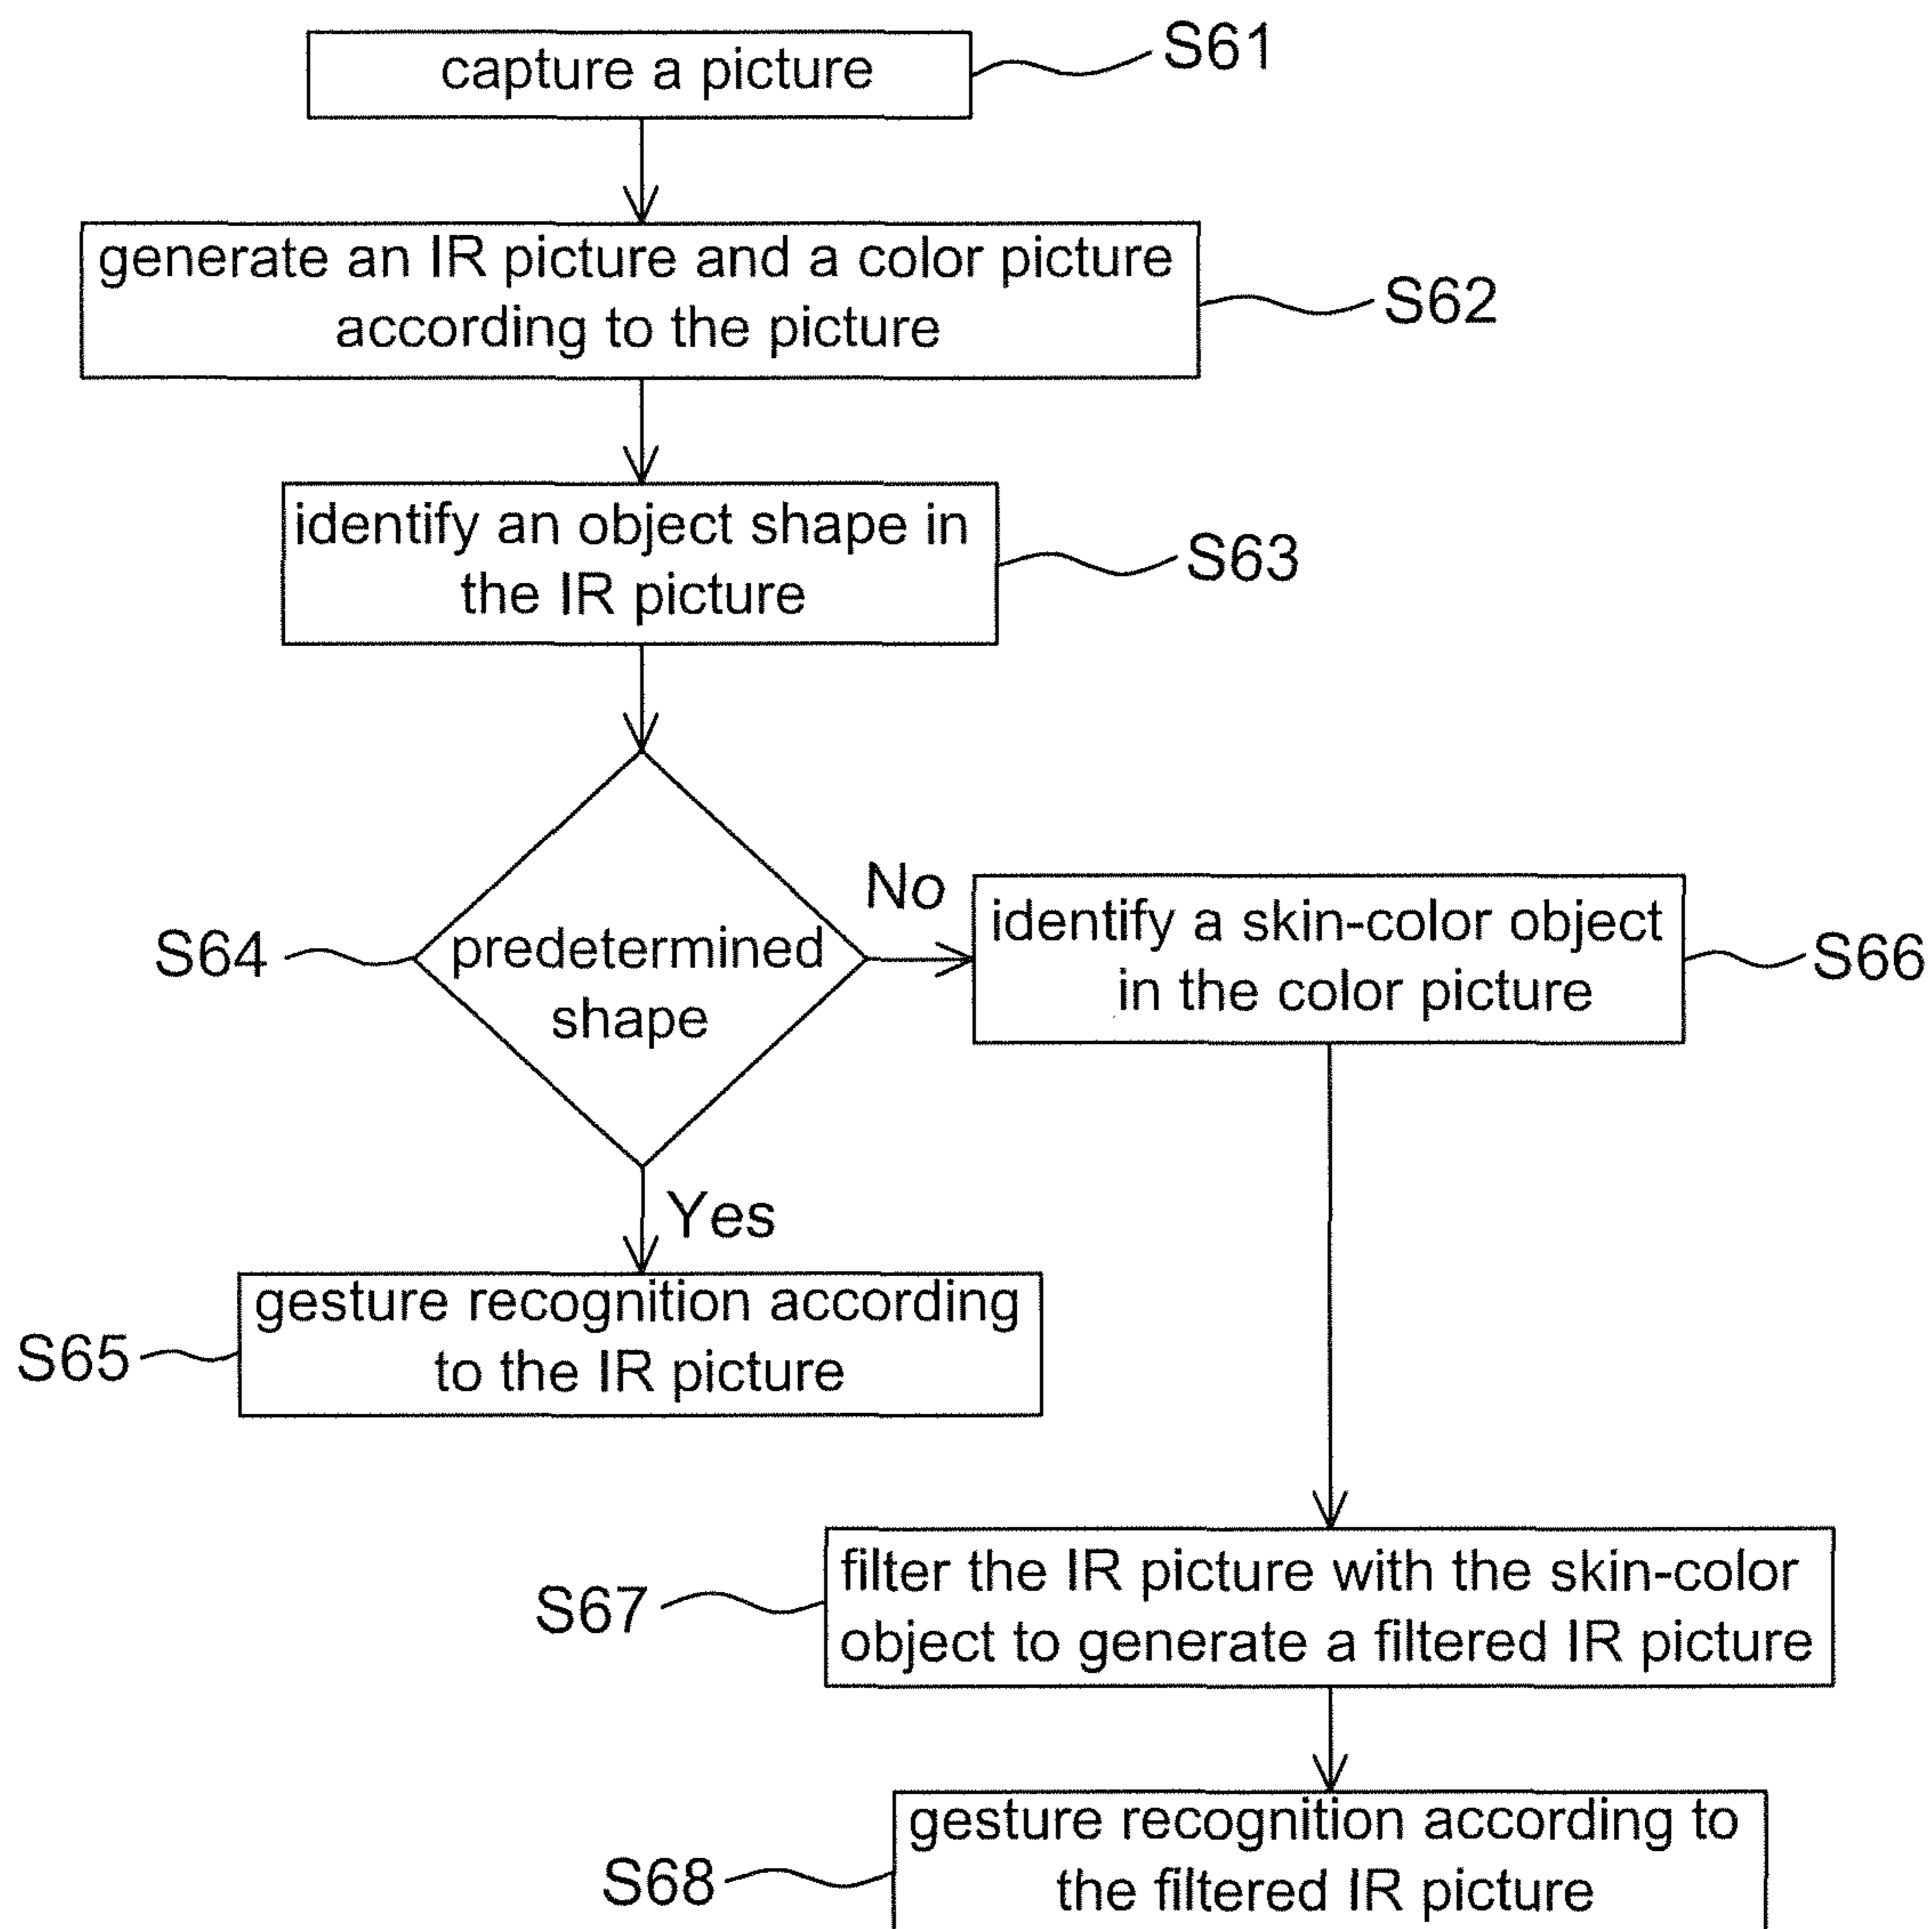 capture a picture
S61
generate an IR picture and a color picture
according to the picture
S62
identify an object shape in
the IR picture
S63
S64
predetermined
shape
No
identify a skin-color object
in the color picture
S66
Yes
S65
gesture recognition according
to the IR picture
S67
filter the IR picture with the skin-color
object to generate a filtered IR picture
S68
gesture recognition according to
the filtered IR picture